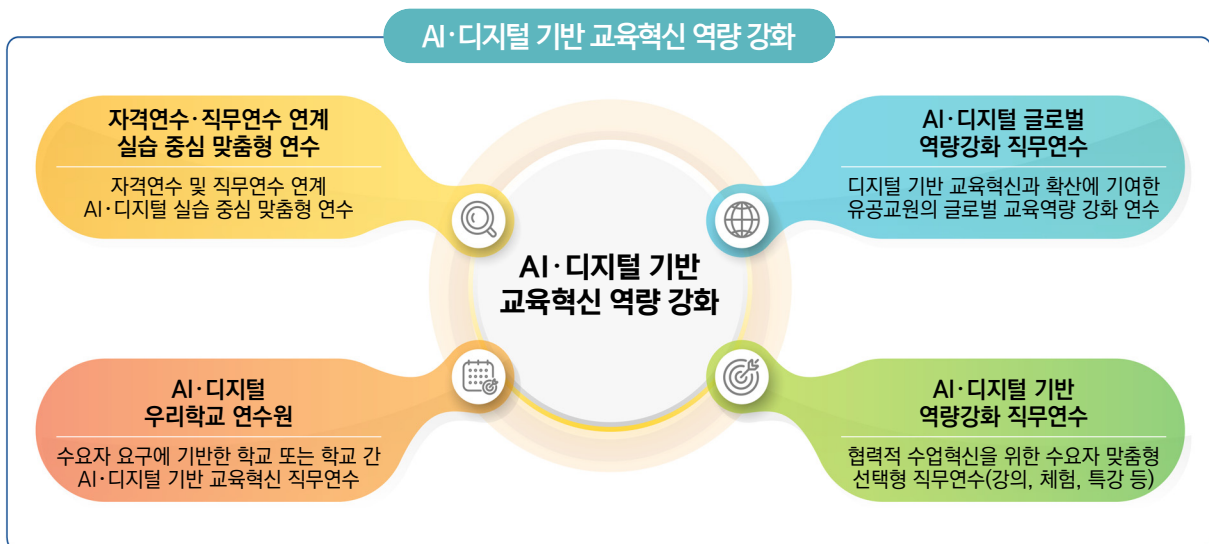 AI·디지털 기반 교육혁신 역량 강화
자격연수·직무연수 연계
실습 중심 맞춤형 연수
자격연수 및 직무연수 연계
AI·디지털 실습 중심 맞춤형 연수
AI·디지털 글로벌
역량강화 직무연수
디지털 기반 교육혁신과 확산에 기여한
유공교원의 글로벌 교육역량 강화 연수
AI·디지털 기반
교육혁신 역량 강화
AI·디지털
우리학교 연수원
수요자 요구에 기반한 학교 또는 학교 간
AI·디지털 기반 교육혁신 직무연수
AI·디지털 기반
역량강화 직무연수
협력적 수업혁신을 위한 수요자 맞춤형
선택형 직무연수(강의, 체험, 특강 등)